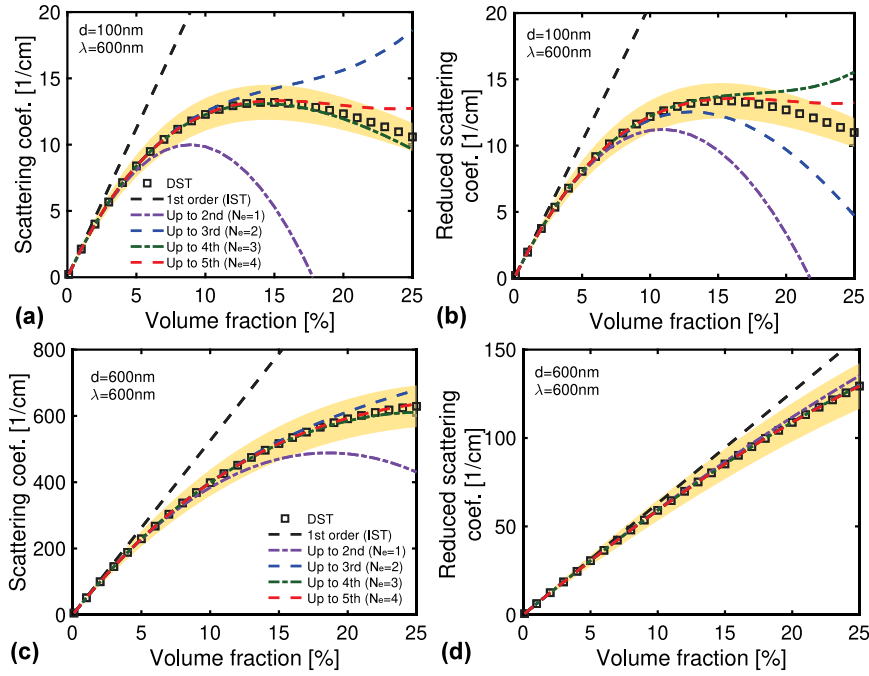 d=100nm
λ=600nm
Scattering coef. [1/cm]
20
15
10
5
0
DST
1st order (IST)
Up to 2nd (Ne=1)
Up to 3rd (Ne=2)
Up to 4th (Ne=3)
Up to 5th (Ne=4)
0 5 10 15 20 25
(a) Volume fraction [%]
d=100nm
λ=600nm
Reduced scattering
coef. [1/cm]
20
15
10
5
0
0 5 10 15 20 25
(b) Volume fraction [%]
d=600nm
λ=600nm
Scattering coef. [1/cm]
800
600
400
200
0
DST
1st order (IST)
Up to 2nd (Ne=1)
Up to 3rd (Ne=2)
Up to 4th (Ne=3)
Up to 5th (Ne=4)
0 5 10 15 20 25
(c) Volume fraction [%]
d=600nm
λ=600nm
Reduced scattering
coef. [1/cm]
150
100
50
0
0 5 10 15 20 25
(d) Volume fraction [%]